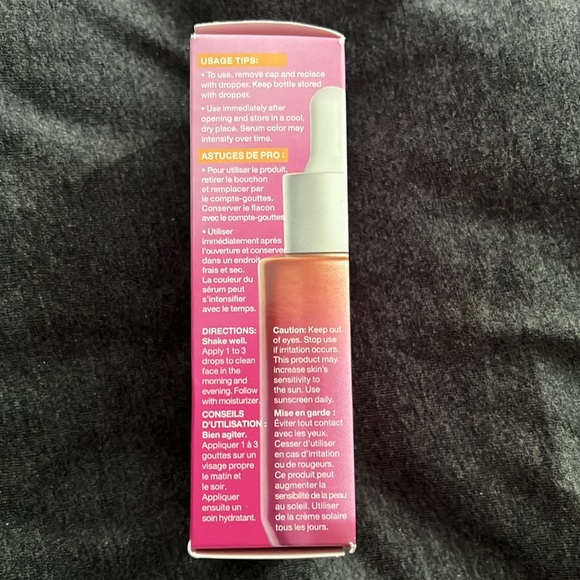 USAGE TIPS:
• To use, remove cap and replace
with dropper. Keep bottle stored
with dropper.
• Use immediately after
opening and store in a cool,
dry place. Serum color may
intensify over time.
ASTUCES DE PRO :
• Pour utiliser le produit,
retirer le bouchon
et remplacer par
le compte-gouttes.
Conserver le flacon
avec le compte-gouttes
• Utiliser
immédiatement après
l'ouverture et conserver
dans un endroit
frais et sec.
La couleur du
sérum peut
s'intensifier
avec le temps.
DIRECTIONS:
Shake well.
Apply 1 to 3
drops to clean
face in the
morning and
evening. Follow
with moisturizer.
CONSEILS
D'UTILISATION :
Bien agiter.
Appliquer 1 à 3
gouttes sur un
visage propre
le matin et
le soir.
Appliquer
ensuite un
soin hydratant.
Caution: Keep out
of eyes. Stop use
if irritation occurs.
This product may
increase skin's
sensitivity to
the sun. Use
sunscreen daily.
Mise en garde :
Éviter tout contact
avec les yeux.
Cesser d'utiliser
en cas d'irritation
ou de rougeurs.
Ce produit peut
augmenter la
sensibilité de la peau
au soleil. Utiliser
de la crème solaire
tous les jours.